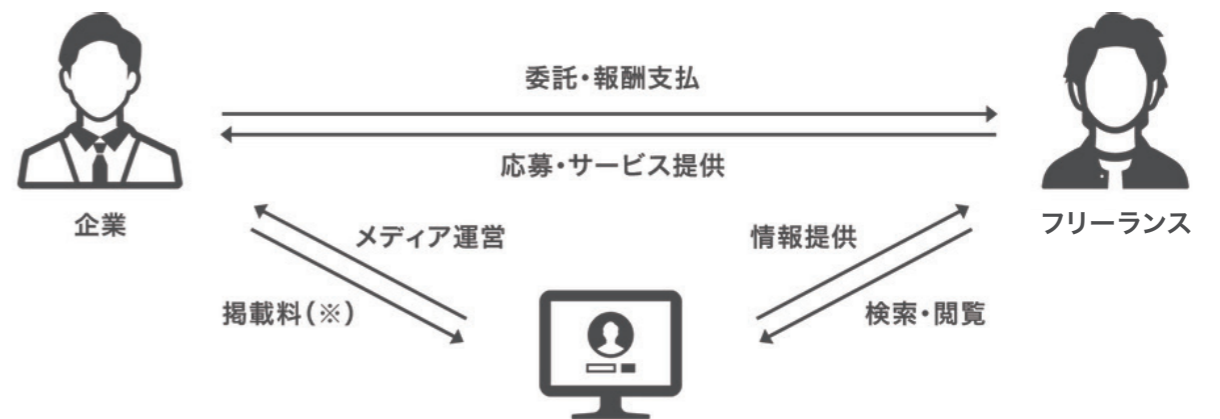 委託・報酬支払
応募・サービス提供
企業
フリーランス
メディア運営
情報提供
掲載料(※)
検索・閲覧